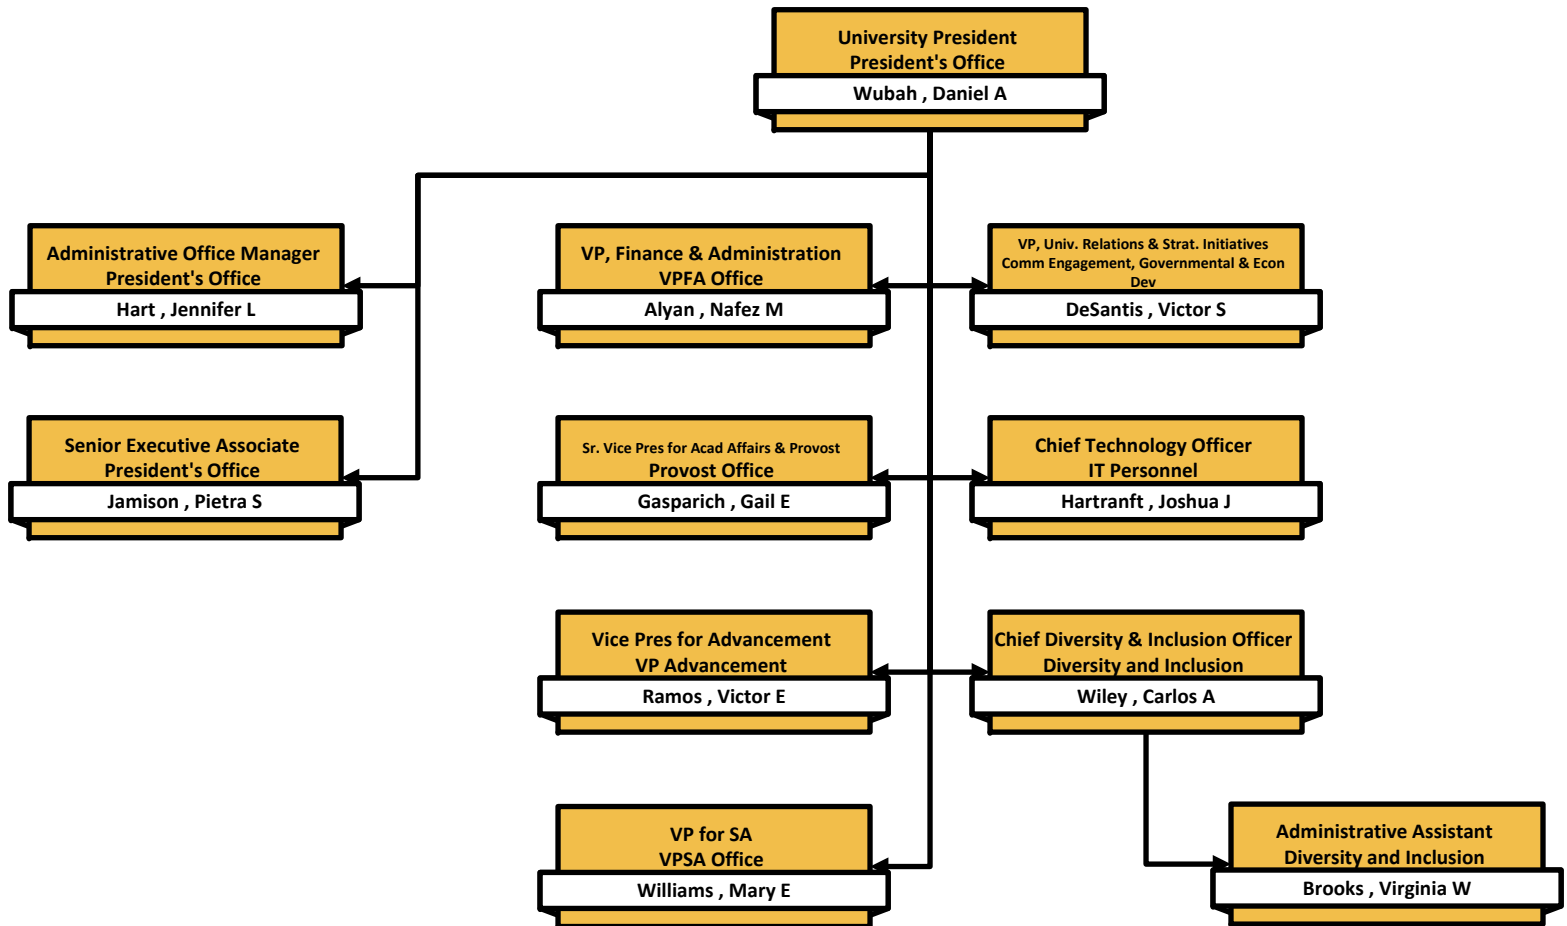 University President
President's Office
Wubah , Daniel A
Administrative Office Manager
President's Office
Hart , Jennifer L
VP, Finance & Administration
VPFA Office
Alyan , Nafez M
VP, Univ. Relations & Strat. Initiatives
Comm Engagement, Governmental & Econ
Dev
DeSantis , Victor S
Senior Executive Associate
President's Office
Jamison , Pietra S
Sr. Vice Pres for Acad Affairs & Provost
Provost Office
Gasparich , Gail E
Chief Technology Officer
IT Personnel
Hartranft , Joshua J
Vice Pres for Advancement
VP Advancement
Ramos , Victor E
Chief Diversity & Inclusion Officer
Diversity and Inclusion
Wiley , Carlos A
VP for SA
VPSA Office
Williams , Mary E
Administrative Assistant
Diversity and Inclusion
Brooks , Virginia W